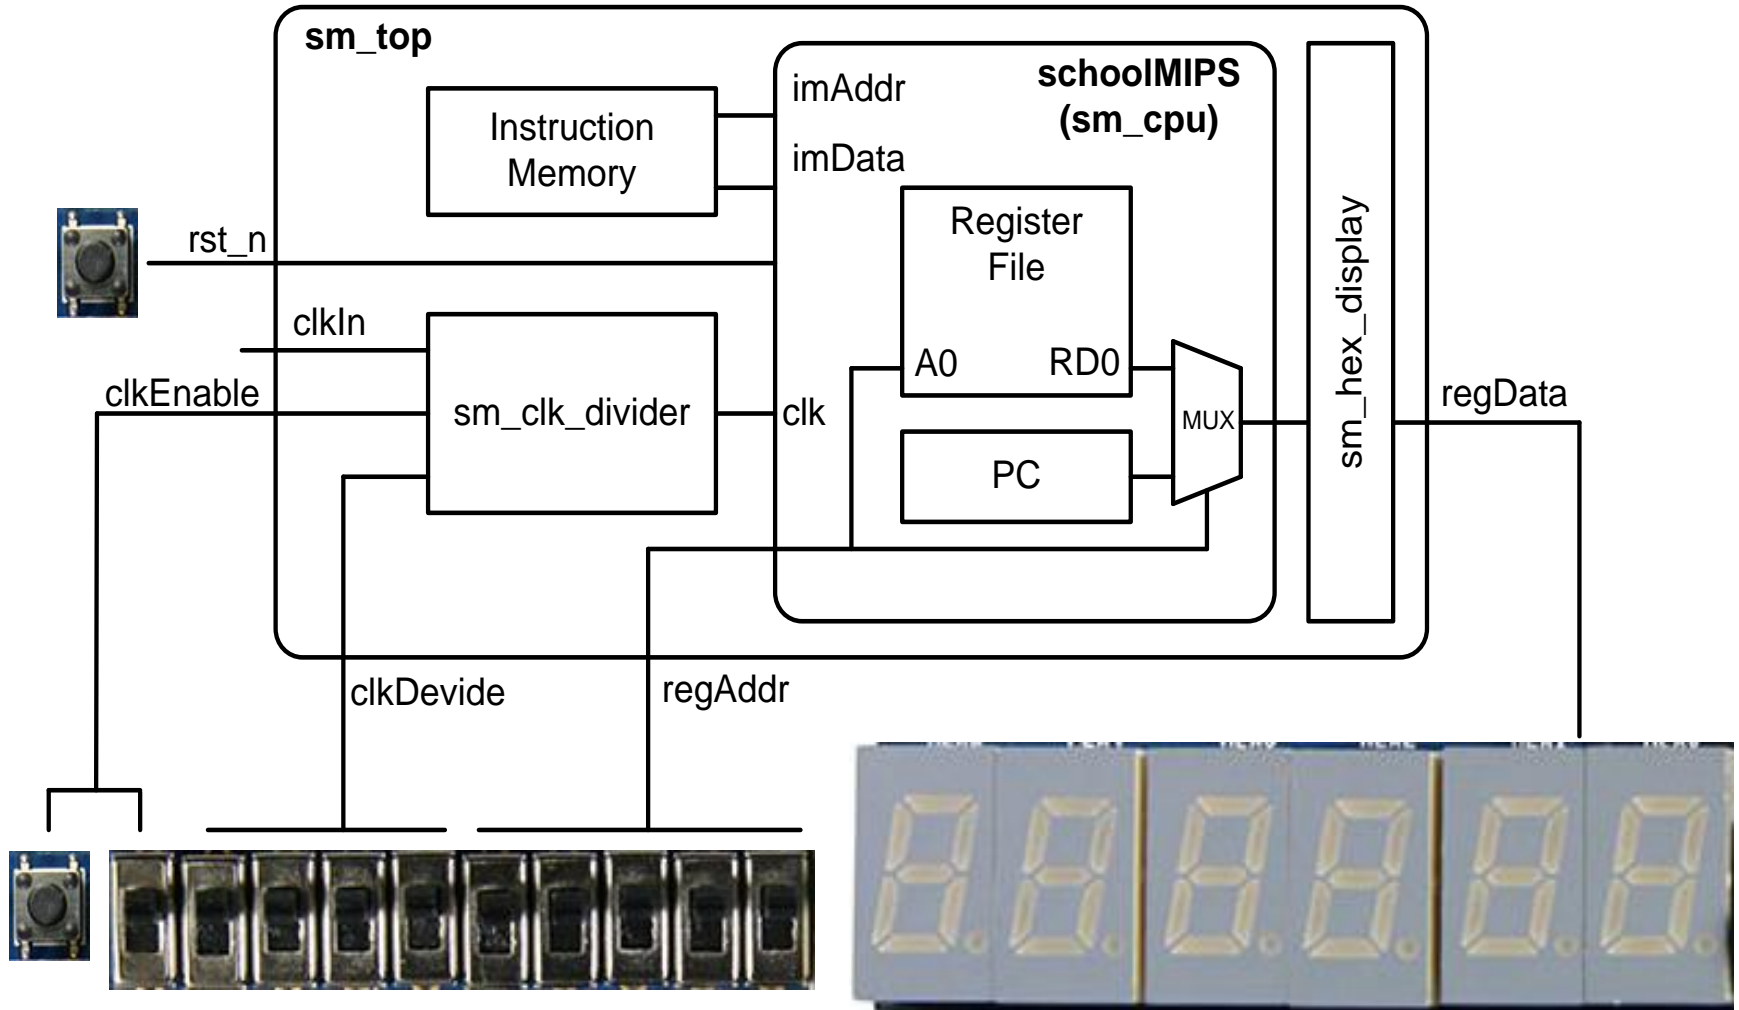 sm_top
schoolMIPS
(sm_cpu)
imAddr
Instruction
Memory
imData
Register
File
rst_n
sm_hex_display
clkIn
A0
RD0
clkEnable
sm_clk_divider
clk
MUX
regData
PC
clkDevide
regAddr